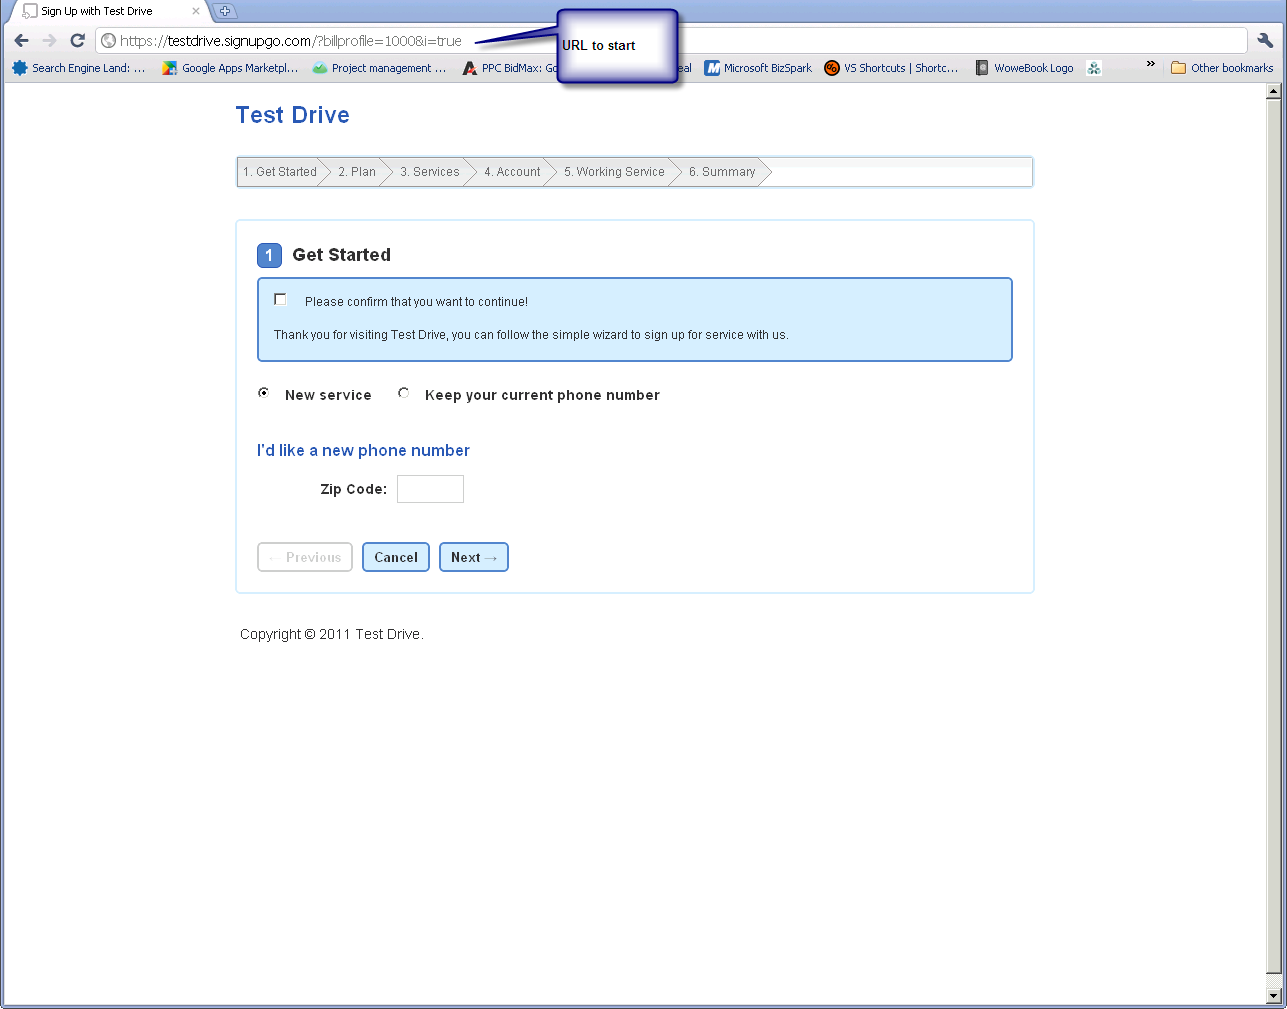 Sign Up with Test Drive
https://testdrive.signupgo.com/?billprofile=1000&i=true
URL to start
Search Engine Land: ... Google Apps Marketpl... Project management ... PPC BidMax: Go eal Microsoft BizSpark VS Shortcuts | Shortc... WoweBook Logo » Other bookmarks
Test Drive
1. Get Started 2. Plan 3. Services 4. Account 5. Working Service 6. Summary
1 Get Started
Please confirm that you want to continue!
Thank you for visiting Test Drive, you can follow the simple wizard to sign up for service with us.
New service Keep your current phone number
I'd like a new phone number
Zip Code:
← Previous Cancel Next →
Copyright © 2011 Test Drive.